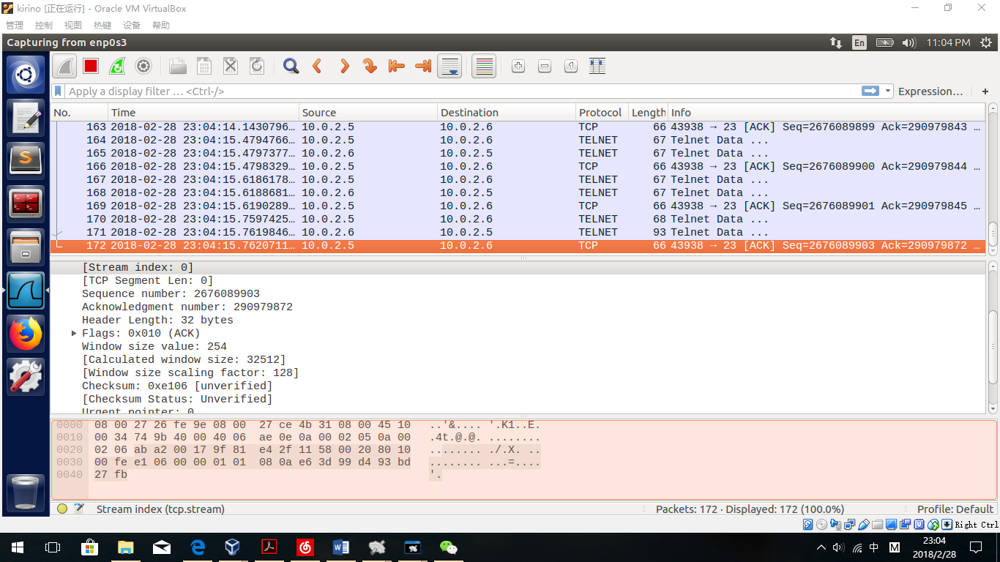 kirino [正在运行] - Oracle VM VirtualBox
管理 控制 视图 热键 设备 帮助
Capturing from enp0s3 En 11:04 PM
Apply a display filter … <Ctrl-/> Expression… +
No. Time Source Destination Protocol Length Info
163 2018-02-28 23:04:14.1430796… 10.0.2.5 10.0.2.6 TCP 66 43938 → 23 [ACK] Seq=2676089899 Ack=290979843 …
164 2018-02-28 23:04:15.4794766… 10.0.2.5 10.0.2.6 TELNET 67 Telnet Data ...
165 2018-02-28 23:04:15.4797377… 10.0.2.6 10.0.2.5 TELNET 67 Telnet Data ...
166 2018-02-28 23:04:15.4798329… 10.0.2.5 10.0.2.6 TCP 66 43938 → 23 [ACK] Seq=2676089900 Ack=290979844 …
167 2018-02-28 23:04:15.6186178… 10.0.2.5 10.0.2.6 TELNET 67 Telnet Data ...
168 2018-02-28 23:04:15.6188681… 10.0.2.6 10.0.2.5 TELNET 67 Telnet Data ...
169 2018-02-28 23:04:15.6190289… 10.0.2.5 10.0.2.6 TCP 66 43938 → 23 [ACK] Seq=2676089901 Ack=290979845 …
170 2018-02-28 23:04:15.7597425… 10.0.2.5 10.0.2.6 TELNET 68 Telnet Data ...
171 2018-02-28 23:04:15.7619846… 10.0.2.6 10.0.2.5 TELNET 93 Telnet Data ...
172 2018-02-28 23:04:15.7620711… 10.0.2.5 10.0.2.6 TCP 66 43938 → 23 [ACK] Seq=2676089903 Ack=290979872 …
[Stream index: 0]
[TCP Segment Len: 0]
Sequence number: 2676089903
Acknowledgment number: 290979872
Header Length: 32 bytes
Flags: 0x010 (ACK)
Window size value: 254
[Calculated window size: 32512]
[Window size scaling factor: 128]
Checksum: 0xe106 [unverified]
[Checksum Status: Unverified]
Urgent pointer: 0
0000 08 00 27 26 fe 9e 08 00 27 ce 4b 31 08 00 45 10 ..'&.... '.K1..E.
0010 00 34 74 9b 40 00 40 06 ae 0e 0a 00 02 05 0a 00 .4t.@.@. ........
0020 02 06 ab a2 00 17 9f 81 e4 2f 11 58 00 20 80 10 ........ ./.X. ..
0030 00 fe e1 06 00 00 01 01 08 0a e6 3d 99 d4 93 bd ........ ...=....
0040 27 fb '.
Stream index (tcp.stream) Packets: 172 · Displayed: 172 (100.0%) Profile: Default
Right Ctrl
中 M 23:04
2018/2/28